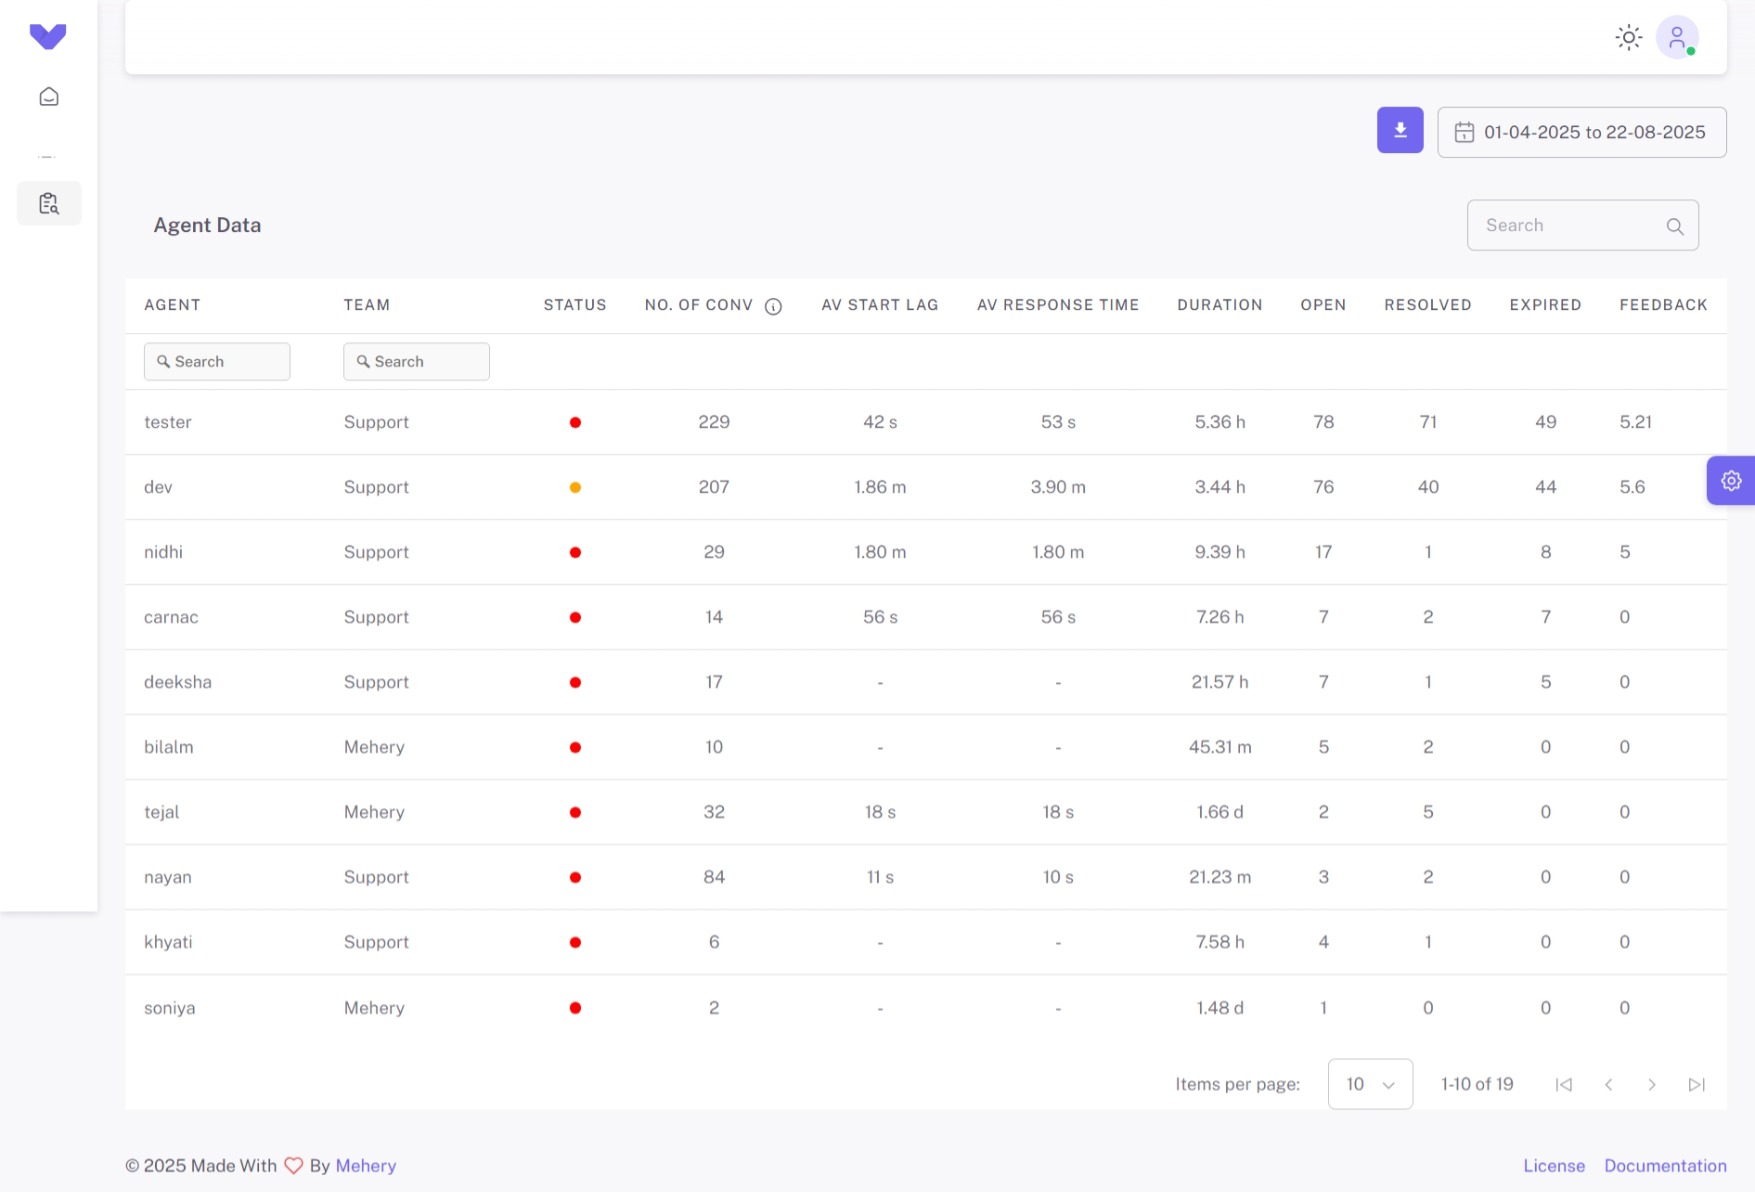 01-04-2025 to 22-08-2025
Agent Data
Search
AGENT TEAM STATUS NO. OF CONV AV START LAG AV RESPONSE TIME DURATION OPEN RESOLVED EXPIRED FEEDBACK
Search Search
tester Support 229 42 s 53 s 5.36 h 78 71 49 5.21
dev Support 207 1.86 m 3.90 m 3.44 h 76 40 44 5.6
nidhi Support 29 1.80 m 1.80 m 9.39 h 17 1 8 5
carnac Support 14 56 s 56 s 7.26 h 7 2 7 0
deeksha Support 17 - - 21.57 h 7 1 5 0
bilalm Mehery 10 - - 45.31 m 5 2 0 0
tejal Mehery 32 18 s 18 s 1.66 d 2 5 0 0
nayan Support 84 11 s 10 s 21.23 m 3 2 0 0
khyati Support 6 - - 7.58 h 4 1 0 0
soniya Mehery 2 - - 1.48 d 1 0 0 0
Items per page: 10 1-10 of 19
© 2025 Made With By Mehery License Documentation